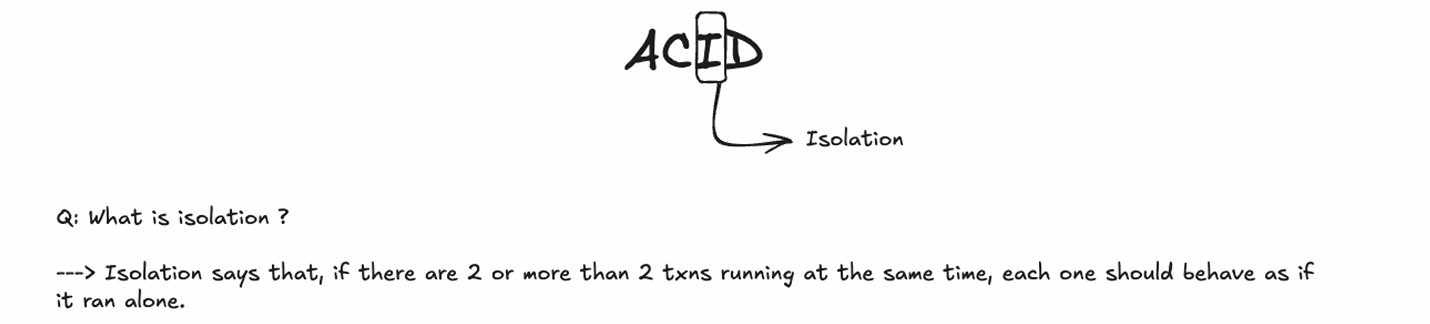 ACID
Isolation
Q: What is isolation ?
---> Isolation says that, if there are 2 or more than 2 txns running at the same time, each one should behave as if
it ran alone.